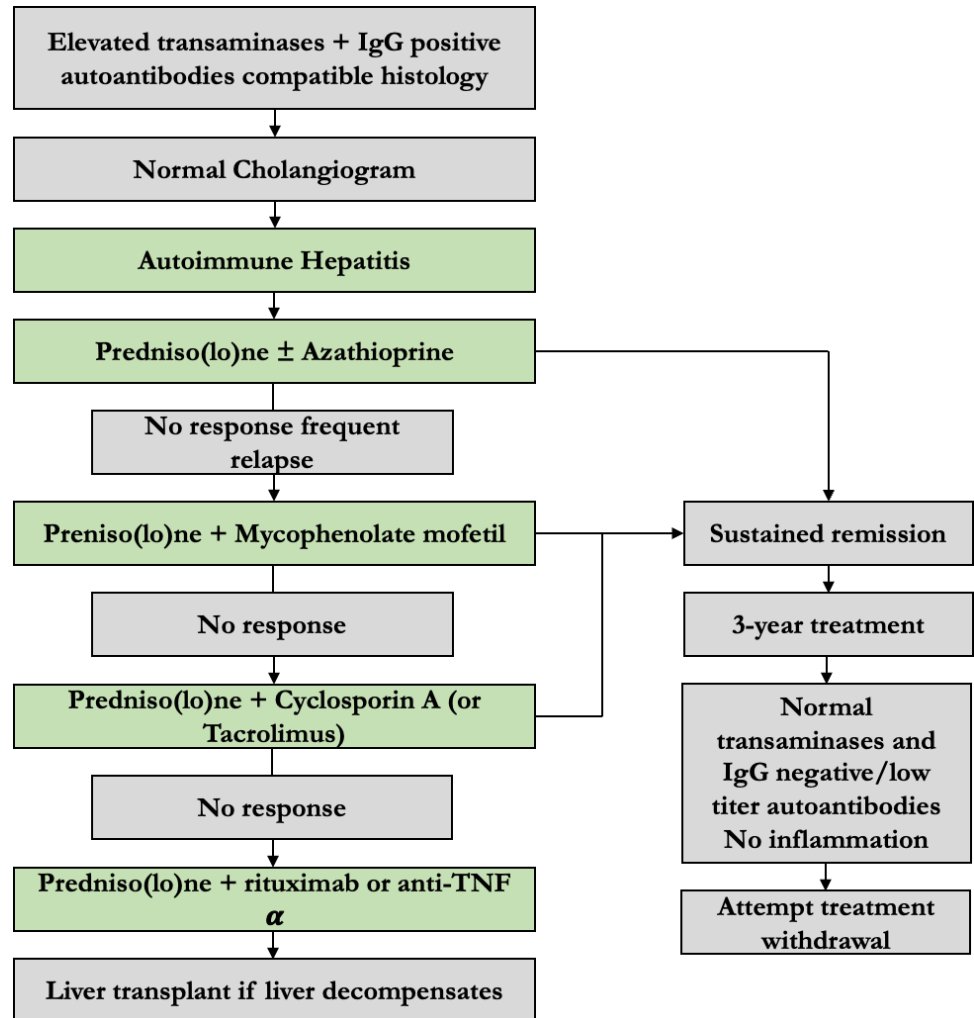 Elevated transaminases + IgG positive
autoantibodies compatible histology
Normal Cholangiogram
Autoimmune Hepatitis
Predniso(lo)ne ± Azathioprine
No response frequent
relapse
Preniso(lo)ne + Mycophenolate mofetil
No response
Predniso(lo)ne + Cyclosporin A (or
Tacrolimus)
No response
Predniso(lo)ne + rituximab or anti-TNF
α
Liver transplant if liver decompensates
Sustained remission
3-year treatment
Normal
transaminases and
IgG negative/low
titer autoantibodies
No inflammation
Attempt treatment
withdrawal